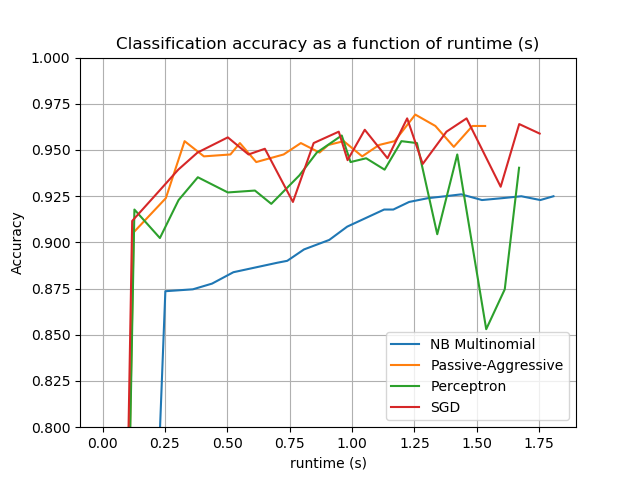 Classification accuracy as a function of runtime (s)
1.000
0.975
0.950
0.925
0.900
0.875
0.850
0.825
0.800
Accuracy
NB Multinomial
Passive-Aggressive
Perceptron
SGD
0.00 0.25 0.50 0.75 1.00 1.25 1.50 1.75
runtime (s)